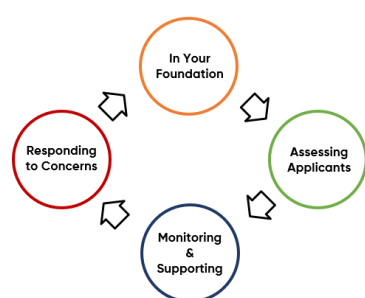 In Your
Foundation
Assessing
Applicants
Monitoring
&
Supporting
Responding
to Concerns